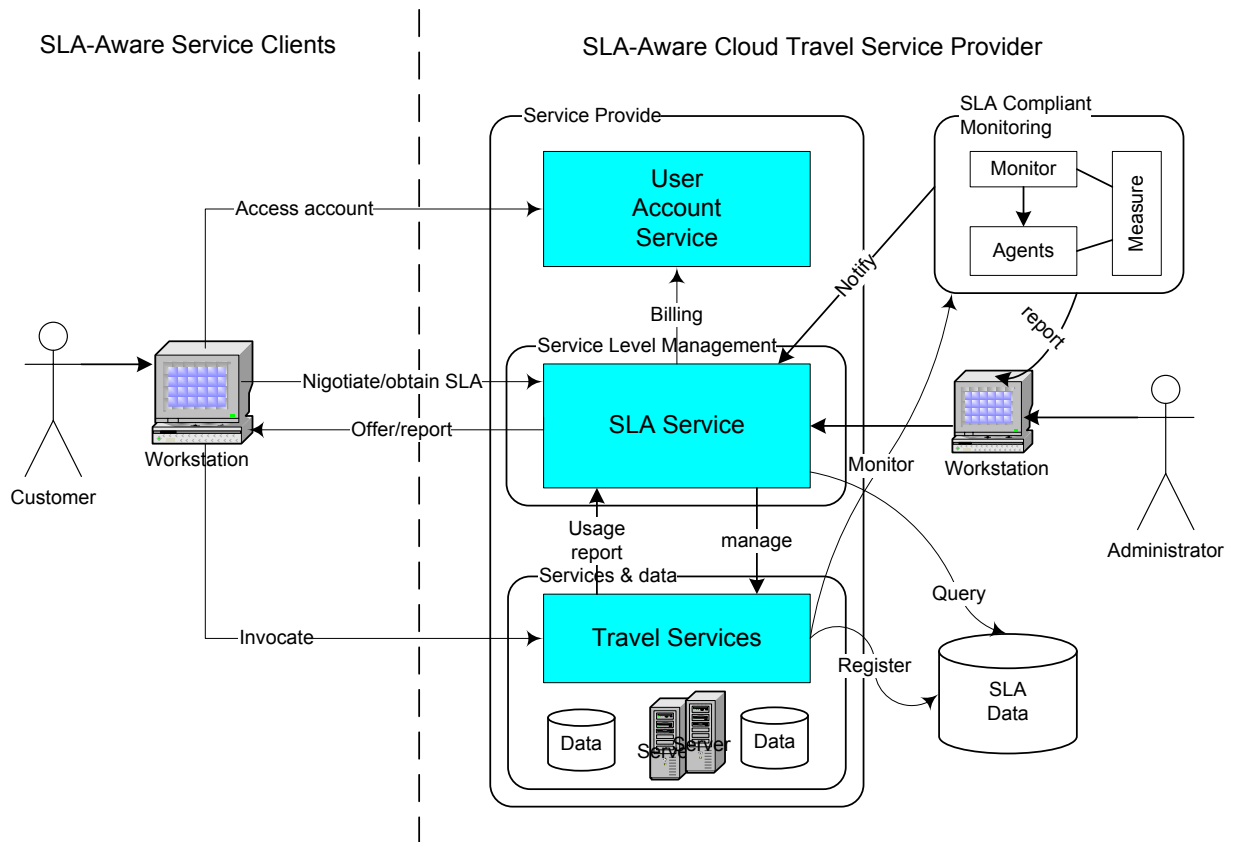 SLA-Aware Service Clients
SLA-Aware Cloud Travel Service Provider
Service Provide
SLA Compliant
Monitoring
User
Account
Service
Monitor
Agents
Measure
Access account
Notify
Billing
report
Service Level Management
Nigotiate/obtain SLA
SLA Service
Offer/report
Workstation
Customer
Monitor
Workstation
Administrator
Usage
report
manage
Services & data
Query
Invocate
Travel Services
Register
SLA
Data
Data
Serve
Server
Data